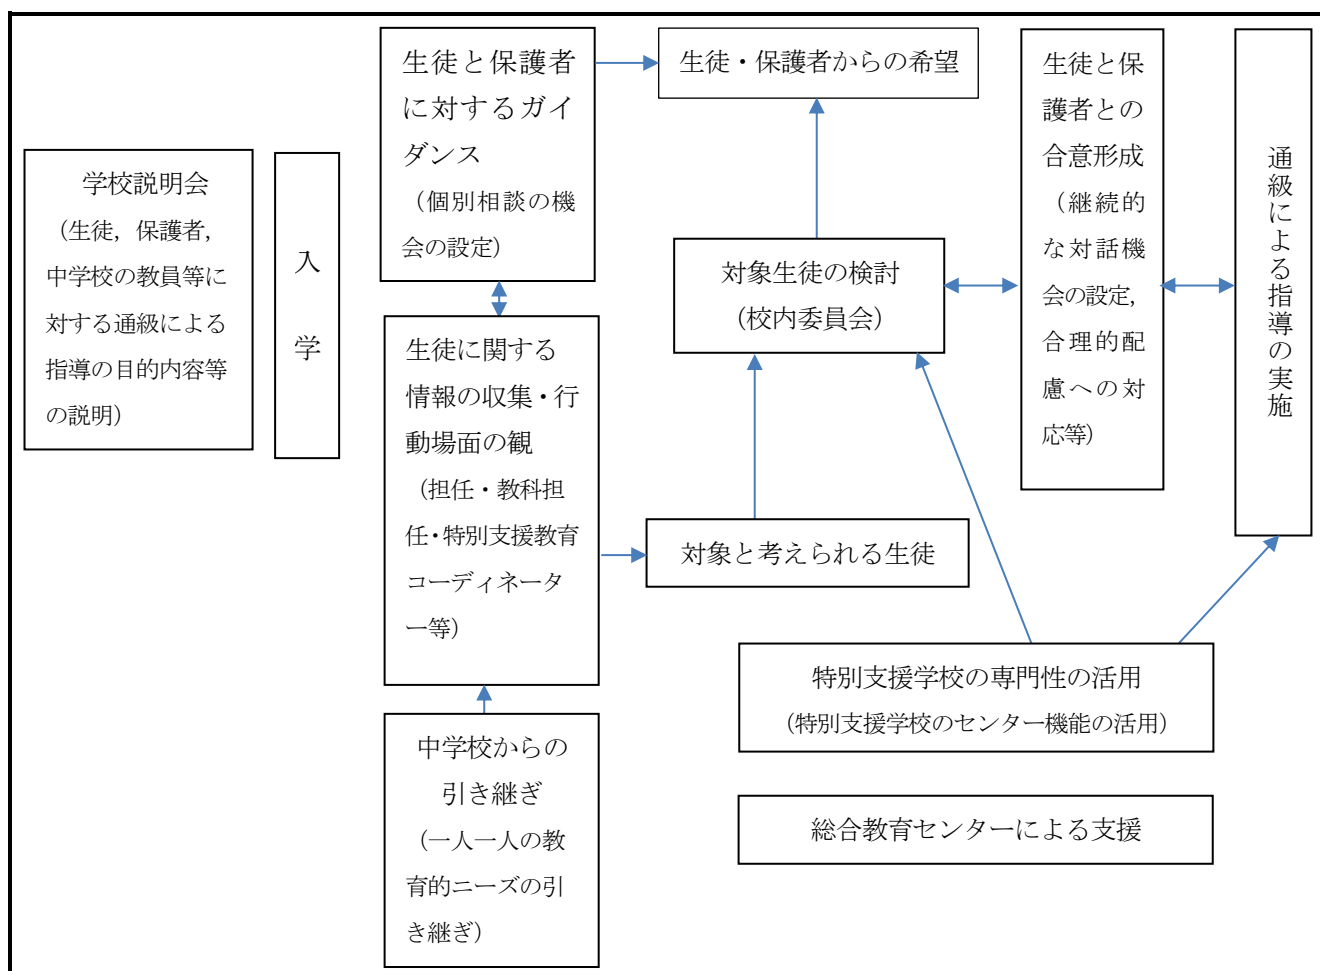 学校説明会
（生徒，保護者，
中学校の教員等に
対する通級による
指導の目的内容等
の説明）
入
学
生徒と保護者
に対するガイ
ダンス
（個別相談の機
会の設定）
生徒に関する
情報の収集・行
動場面の観
（担任・教科担
任・特別支援教育
コーディネータ
ー等）
中学校からの
引き継ぎ
（一人一人の教
育的ニーズの引
き継ぎ）
生徒・保護者からの希望
対象生徒の検討
（校内委員会）
対象と考えられる生徒
生徒と保
護者との
合意形成
（継続的
な対話機
会の設定，
合理的配
慮への対
応等）
通級による指導の実施
特別支援学校の専門性の活用
（特別支援学校のセンター機能の活用）
総合教育センターによる支援